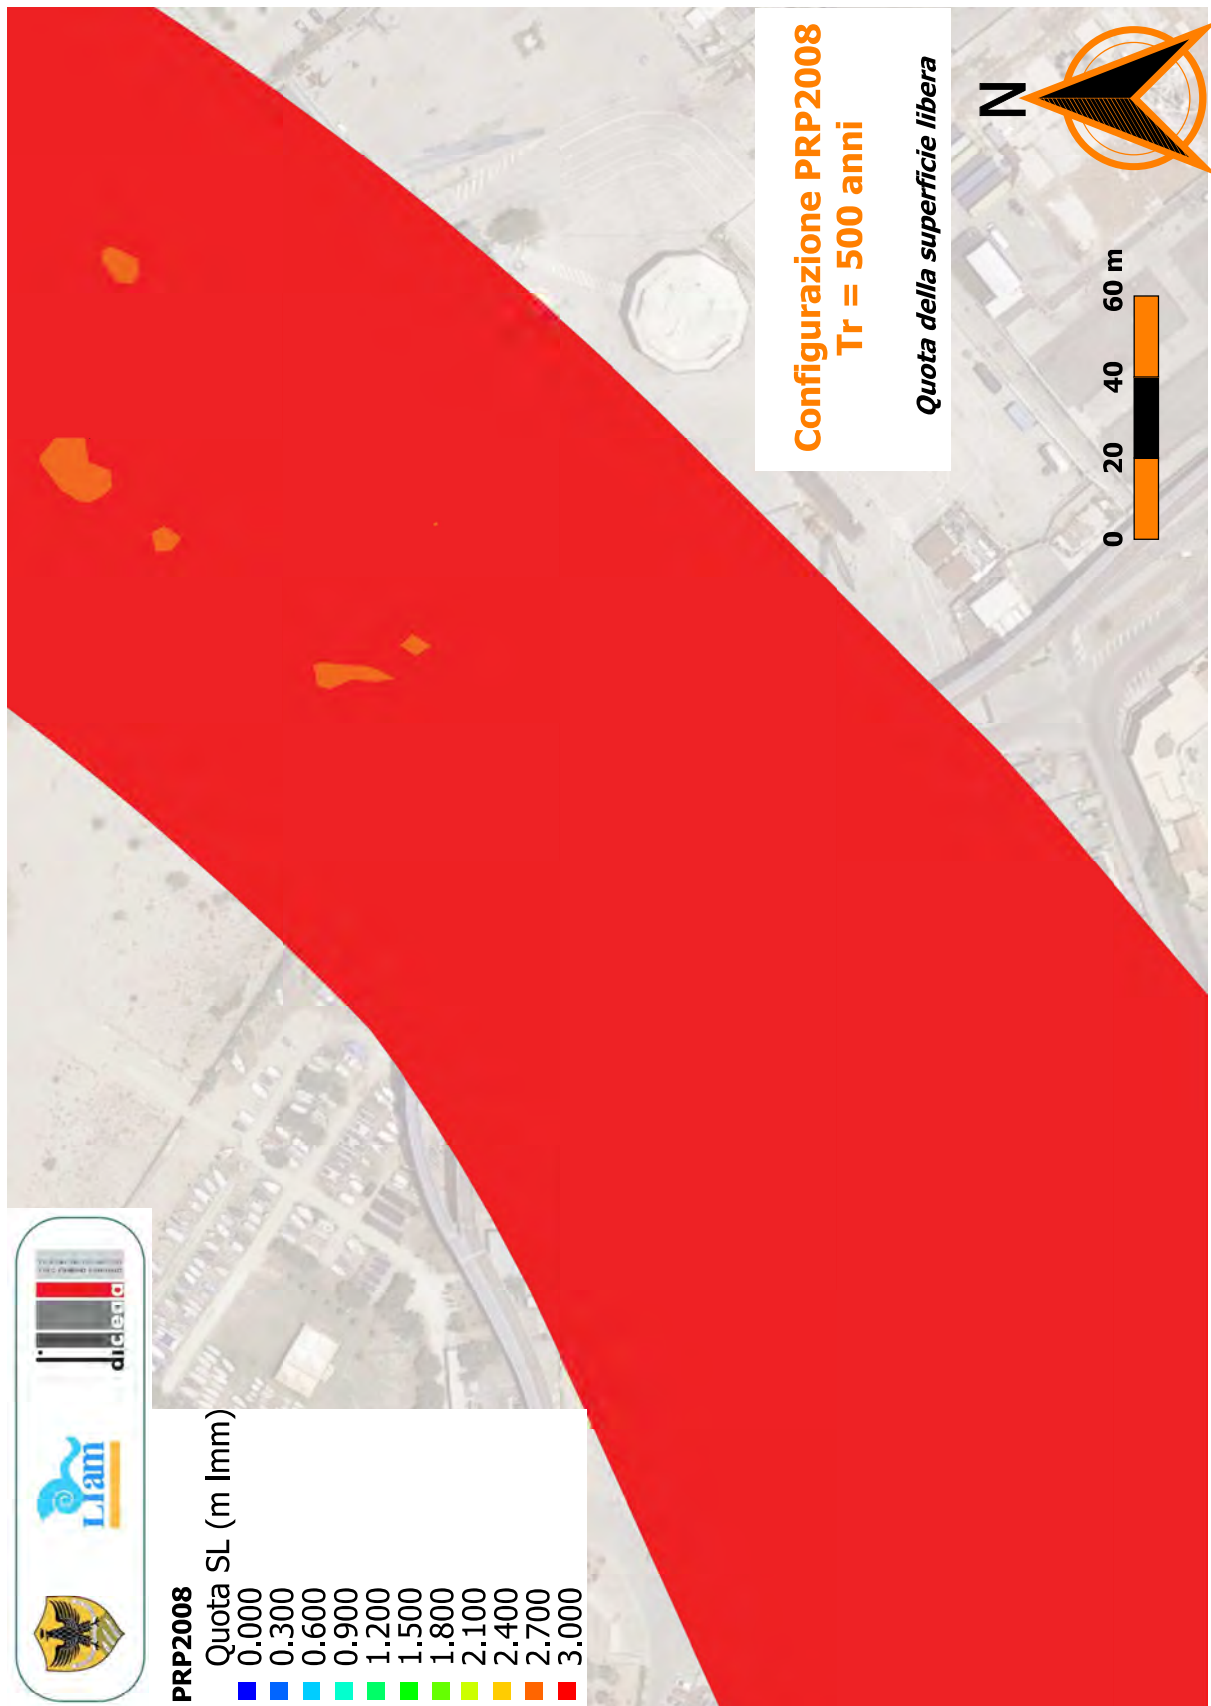 Configurazione PRP2008
Tr = 500 anni
Quota della superficie libera
N
0 20 40 60 m
LIam
diceaa
PRP2008
Quota SL (m lmm)
0.000
0.300
0.600
0.900
1.200
1.500
1.800
2.100
2.400
2.700
3.000